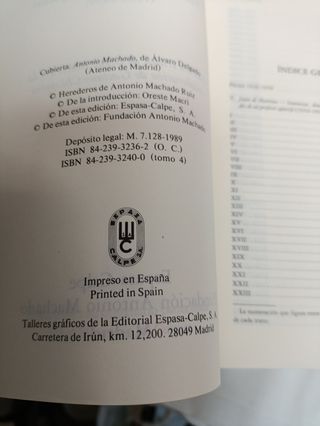 Cubierta, Antonio Machado, de Álvaro Delgado
(Ateneo de Madrid)
© Herederos de Antonio Machado Ruiz
© De la introducción: Oreste Macrì
© De esta edición: Espasa-Calpe, S. A.
© De esta edición: Fundación Antonio Machado
Depósito legal: M. 7.128-1989
ISBN 84-239-3236-2 (O. C.)
ISBN 84-239-3240-0 (tomo 4)
ESPASA
CALPE, S.A.
Impreso en España
Printed in Spain
Talleres gráficos de la Editorial Espasa-Calpe, S. A.
Carretera de Irún, km. 12,200. 28049 Madrid
ÍNDICE GE
I
II
III
IV
V
VI
VII
VIII
IX
X
XI
XII
XIII
XIV
XV
XVI
XVII
XVIII
XIX
XX
XXI
XXII
XXIII